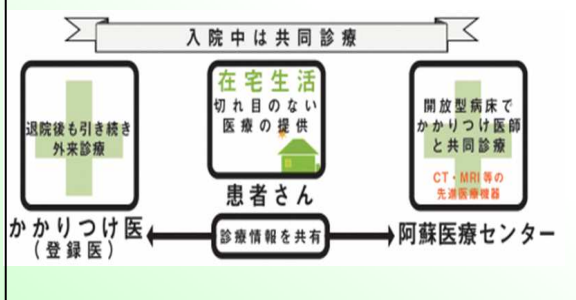 入院中は共同診療
退院後も引き続き
外来診療
在宅生活
切れ目のない
医療の提供
開放型病床で
かかりつけ医師
と共同診療
CT・MRI等の
先進医療機器
患者さん
かかりつけ医
（登録医）
診療情報を共有
阿蘇医療センター